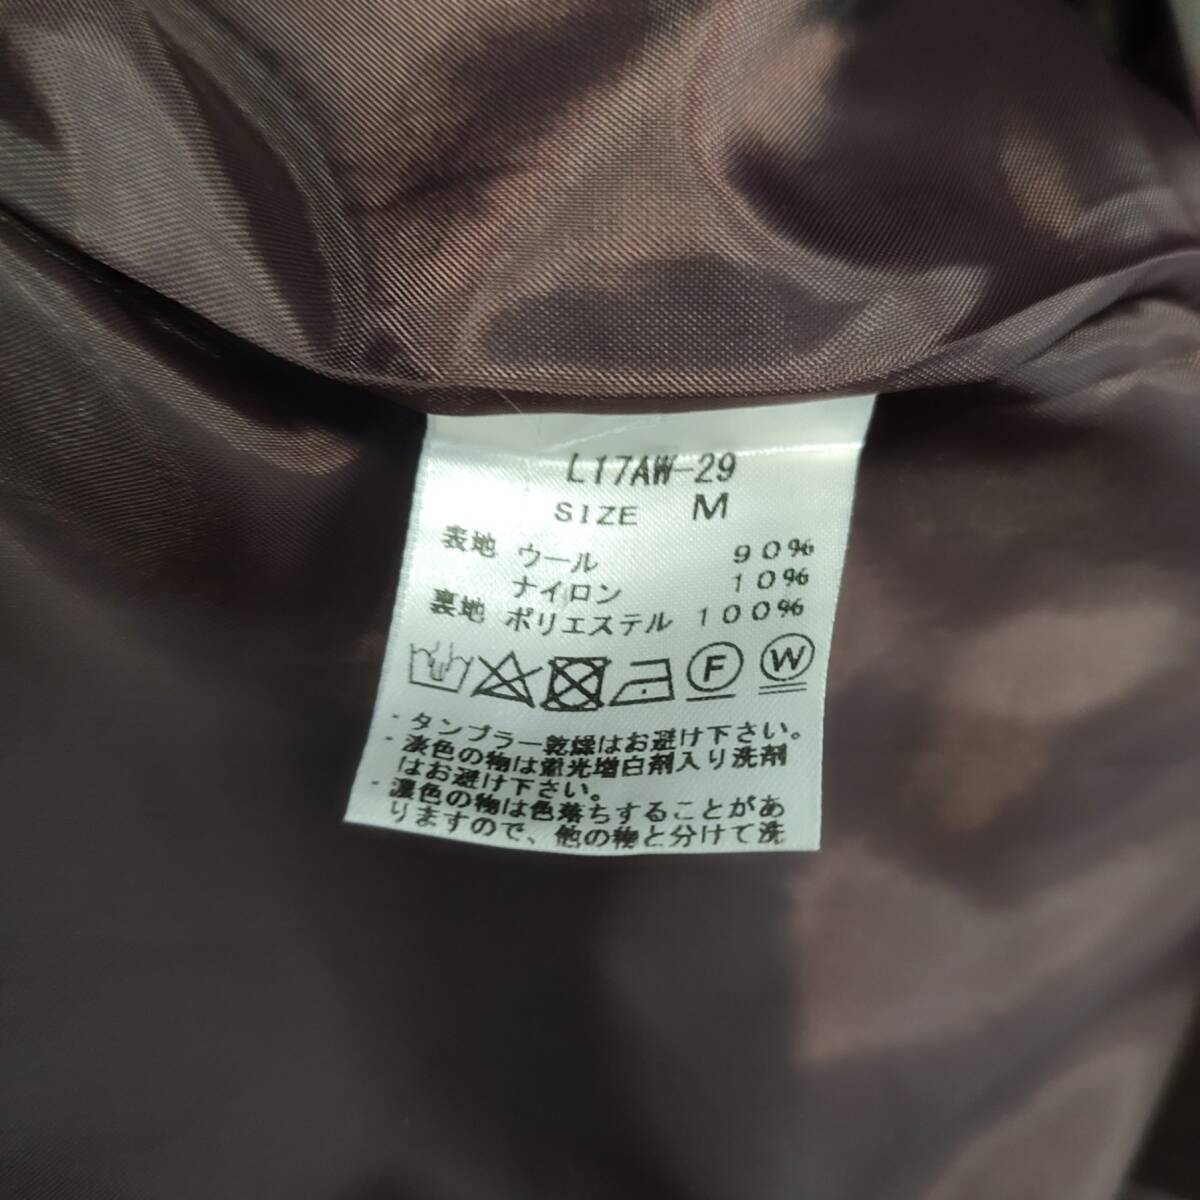 L17AW-29
SIZE M
表地 ウール 90%
ナイロン 10%
裏地 ポリエステル 100%
F W
・タンブラー乾燥はお避け下さい。
・淡色の物は蛍光増白剤入り洗剤
はお避け下さい。
・濃色の物は色落ちすることがあ
りますので、他の物と分けて洗